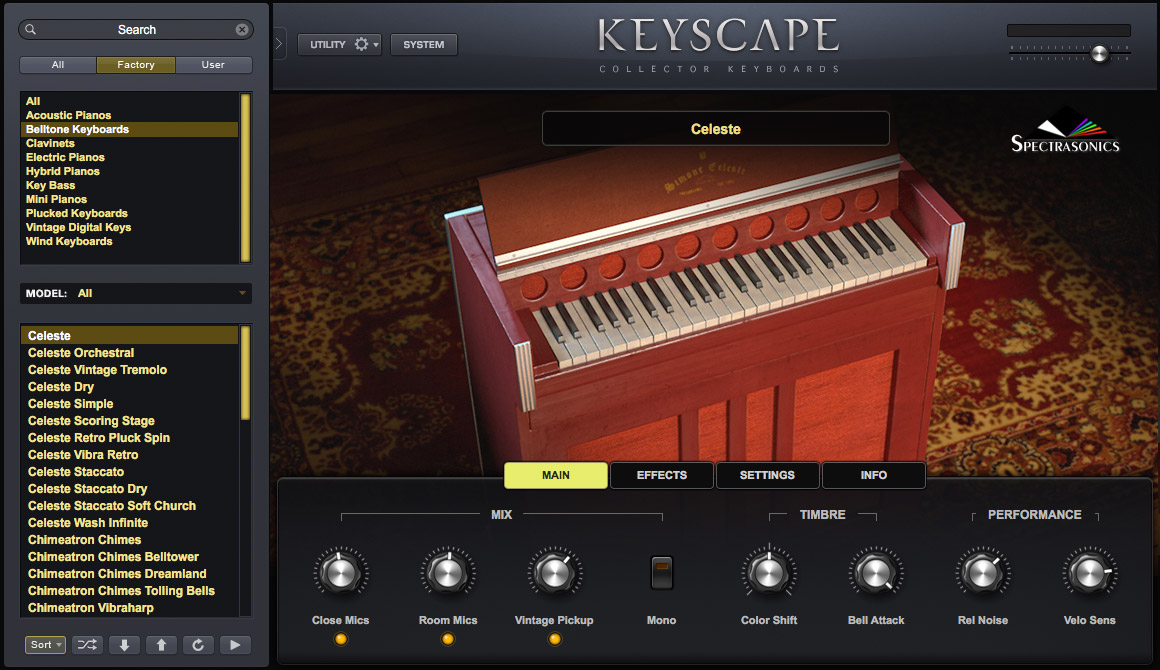 Search
All
Factory
User
All
Acoustic Pianos
Belltone Keyboards
Clavinets
Electric Pianos
Hybrid Pianos
Key Bass
Mini Pianos
Plucked Keyboards
Vintage Digital Keys
Wind Keyboards
MODEL: All
Celeste
Celeste Orchestral
Celeste Vintage Tremolo
Celeste Dry
Celeste Simple
Celeste Scoring Stage
Celeste Retro Pluck Spin
Celeste Vibra Retro
Celeste Staccato
Celeste Staccato Dry
Celeste Staccato Soft Church
Celeste Wash Infinite
Chimeatron Chimes
Chimeatron Chimes Belltower
Chimeatron Chimes Dreamland
Chimeatron Chimes Tolling Bells
Chimeatron Vibraharp
Sort
UTILITY
SYSTEM
KEYSCAPE
COLLECTOR KEYBOARDS
Celeste
SPECTRASONICS
MAIN
EFFECTS
SETTINGS
INFO
MIX
TIMBRE
PERFORMANCE
Close Mics
Room Mics
Vintage Pickup
Mono
Color Shift
Bell Attack
Rel Noise
Velo Sens